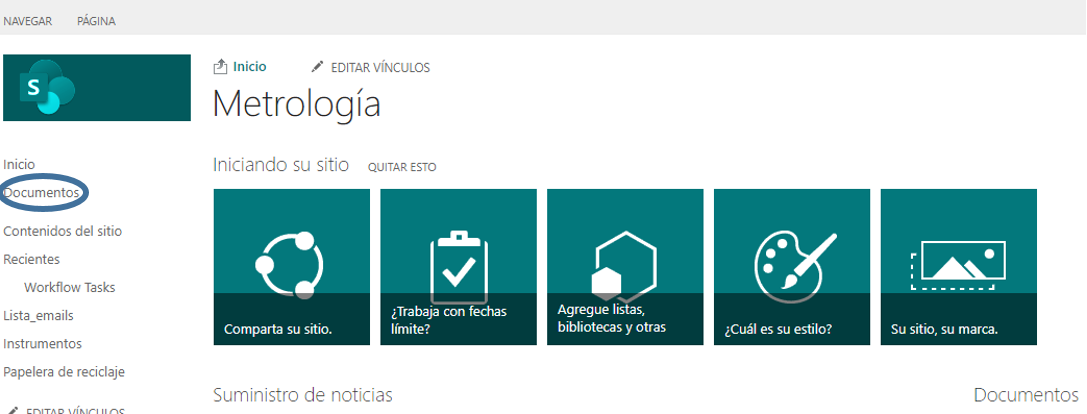 NAVEGAR PÁGINA
S
Inicio EDITAR VÍNCULOS
Metrología
Inicio
Documentos
Contenidos del sitio
Recientes
Workflow Tasks
Lista_emails
Instrumentos
Papelera de reciclaje
EDITAR VÍNCULOS
Iniciando su sitio QUITAR ESTO
Comparta su sitio.
¿Trabaja con fechas
límite?
Agregue listas,
bibliotecas y otras
¿Cuál es su estilo?
Su sitio, su marca.
Suministro de noticias
Documentos